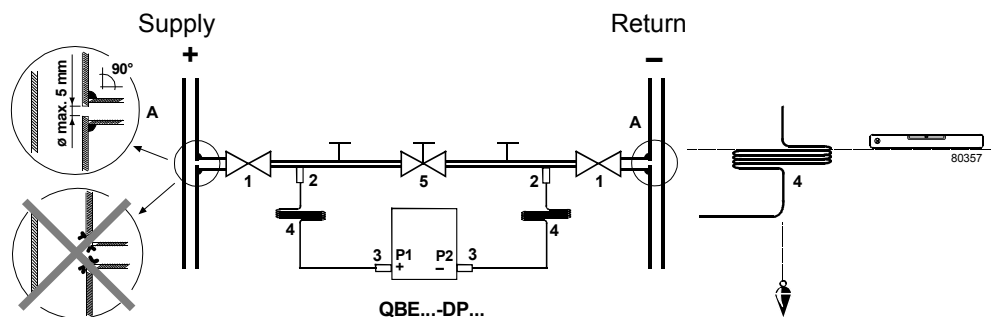 Supply
Return
+
–
90°
ø max. 5 mm
A
A
1
2
5
2
1
80357
4
4
4
3
P1
+
P2
–
3
QBE...-DP...